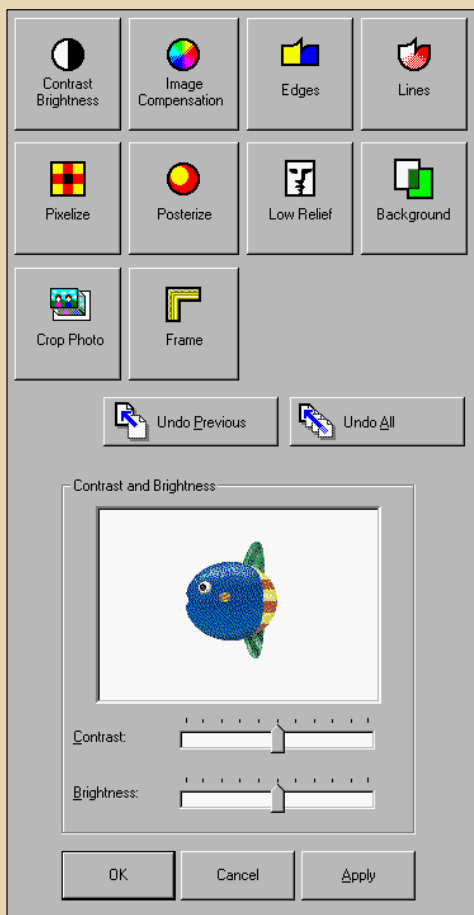 Contrast
Brightness
Image
Compensation
Edges
Lines
Pixelize
Posterize
Low Relief
Background
Crop Photo
Frame
Undo Previous
Undo All
Contrast and Brightness
Contrast:
Brightness:
OK
Cancel
Apply